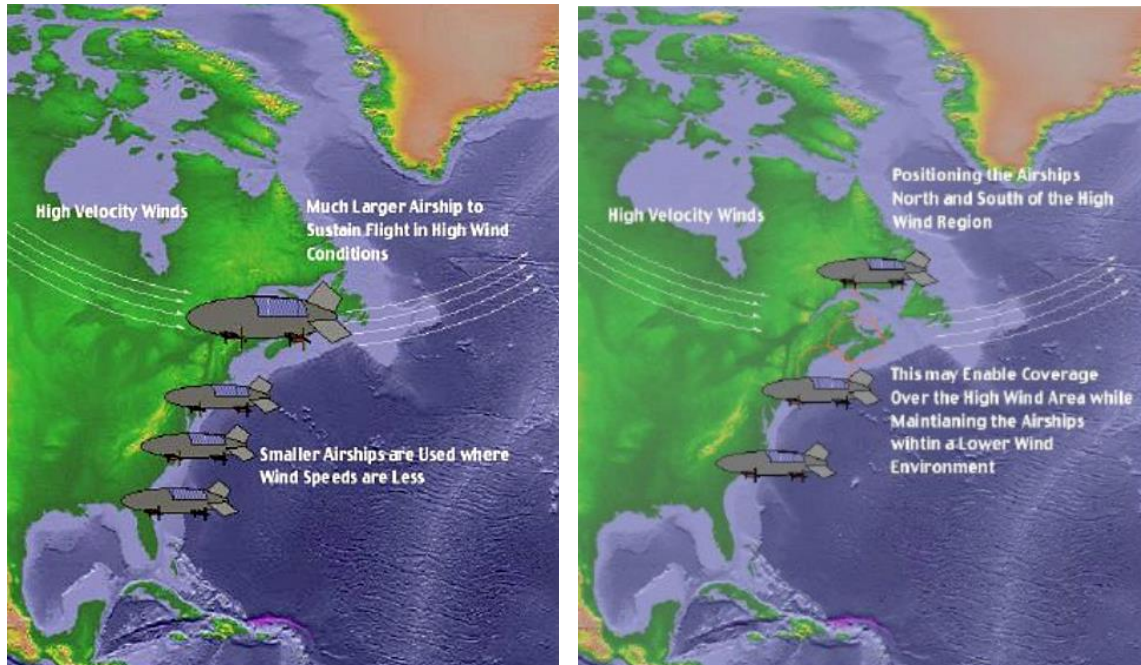 High Velocity Winds
Much Larger Airship to
Sustain Flight in High Wind
Conditions
Smaller Airships are Used where
Wind Speeds are Less
High Velocity Winds
Positioning the Airships
North and South of the High
Wind Region
This may Enable Coverage
Over the High Wind Area while
Maintianing the Airships
wihtin a Lower Wind
Environment